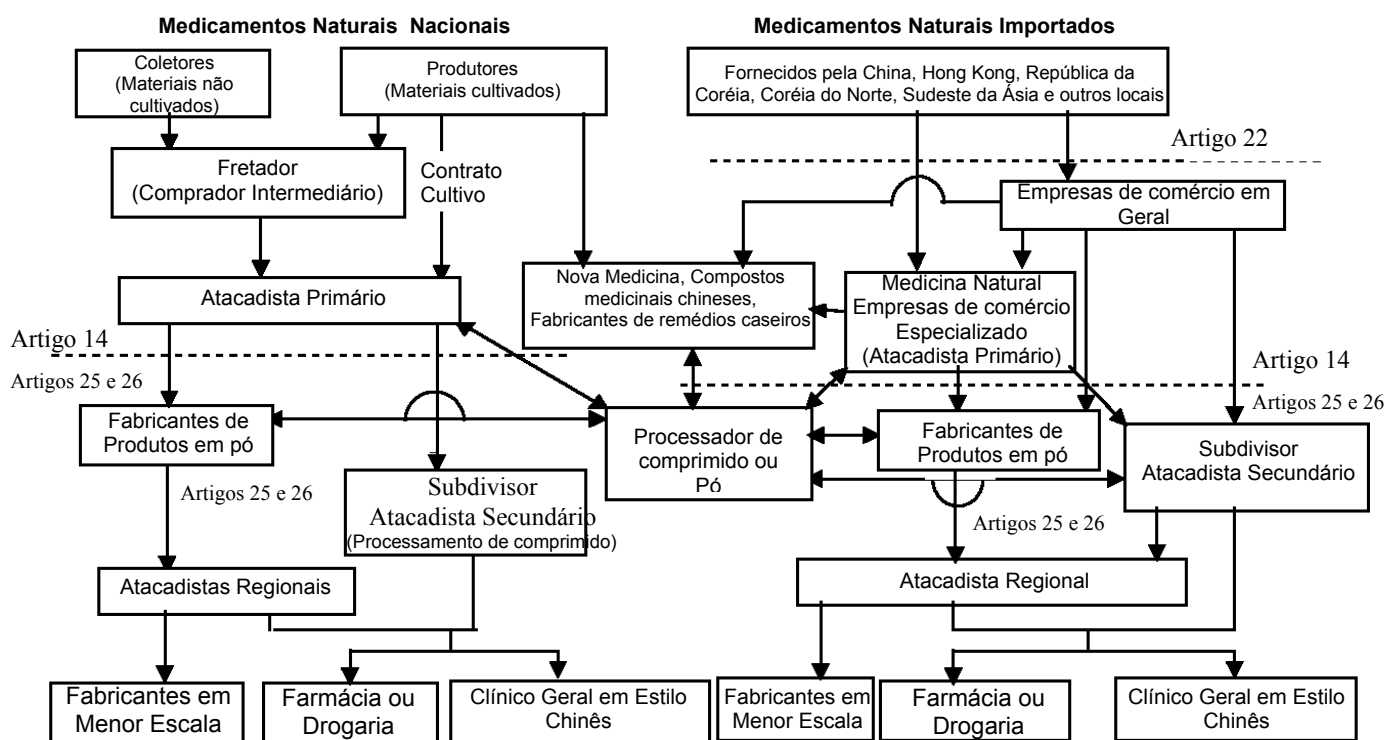 Medicamentos Naturais Nacionais
Medicamentos Naturais Importados
Coletores
(Materiais não
cultivados)
Produtores
(Materiais cultivados)
Fornecidos pela China, Hong Kong, República da
Coréia, Coréia do Norte, Sudeste da Ásia e outros locais
Artigo 22
Fretador
(Comprador Intermediário)
Contrato
Cultivo
Empresas de comércio em
Geral
Atacadista Primário
Nova Medicina, Compostos
medicinais chineses,
Fabricantes de remédios caseiros
Medicina Natural
Empresas de comércio
Especializado
(Atacadista Primário)
Artigo 14
Artigos 25 e 26
Artigo 14
Artigos 25 e 26
Fabricantes de
Produtos em pó
Processador de
comprimido ou
Pó
Fabricantes de
Produtos em pó
Subdivisor
Atacadista Secundário
Artigos 25 e 26
Subdivisor
Atacadista Secundário
(Processamento de comprimido)
Artigos 25 e 26
Atacadistas Regionais
Atacadista Regional
Fabricantes em
Menor Escala
Farmácia ou
Drogaria
Clínico Geral em Estilo
Chinês
Fabricantes em
Menor Escala
Farmácia ou
Drogaria
Clínico Geral em Estilo
Chinês